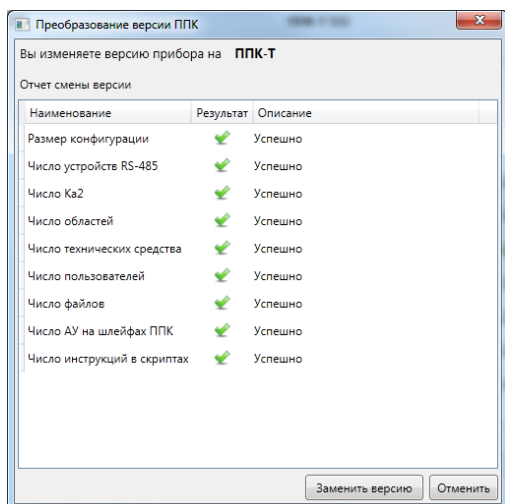 Преобразование версии ППК
Вы изменяете версию прибора на ППК-Т
Отчет смены версии
Наименование Результат Описание
Размер конфигурации Успешно
Число устройств RS-485 Успешно
Число Ка2 Успешно
Число областей Успешно
Число технических средства Успешно
Число пользователей Успешно
Число файлов Успешно
Число АУ на шлейфах ППК Успешно
Число инструкций в скриптах Успешно
Заменить версию Отменить